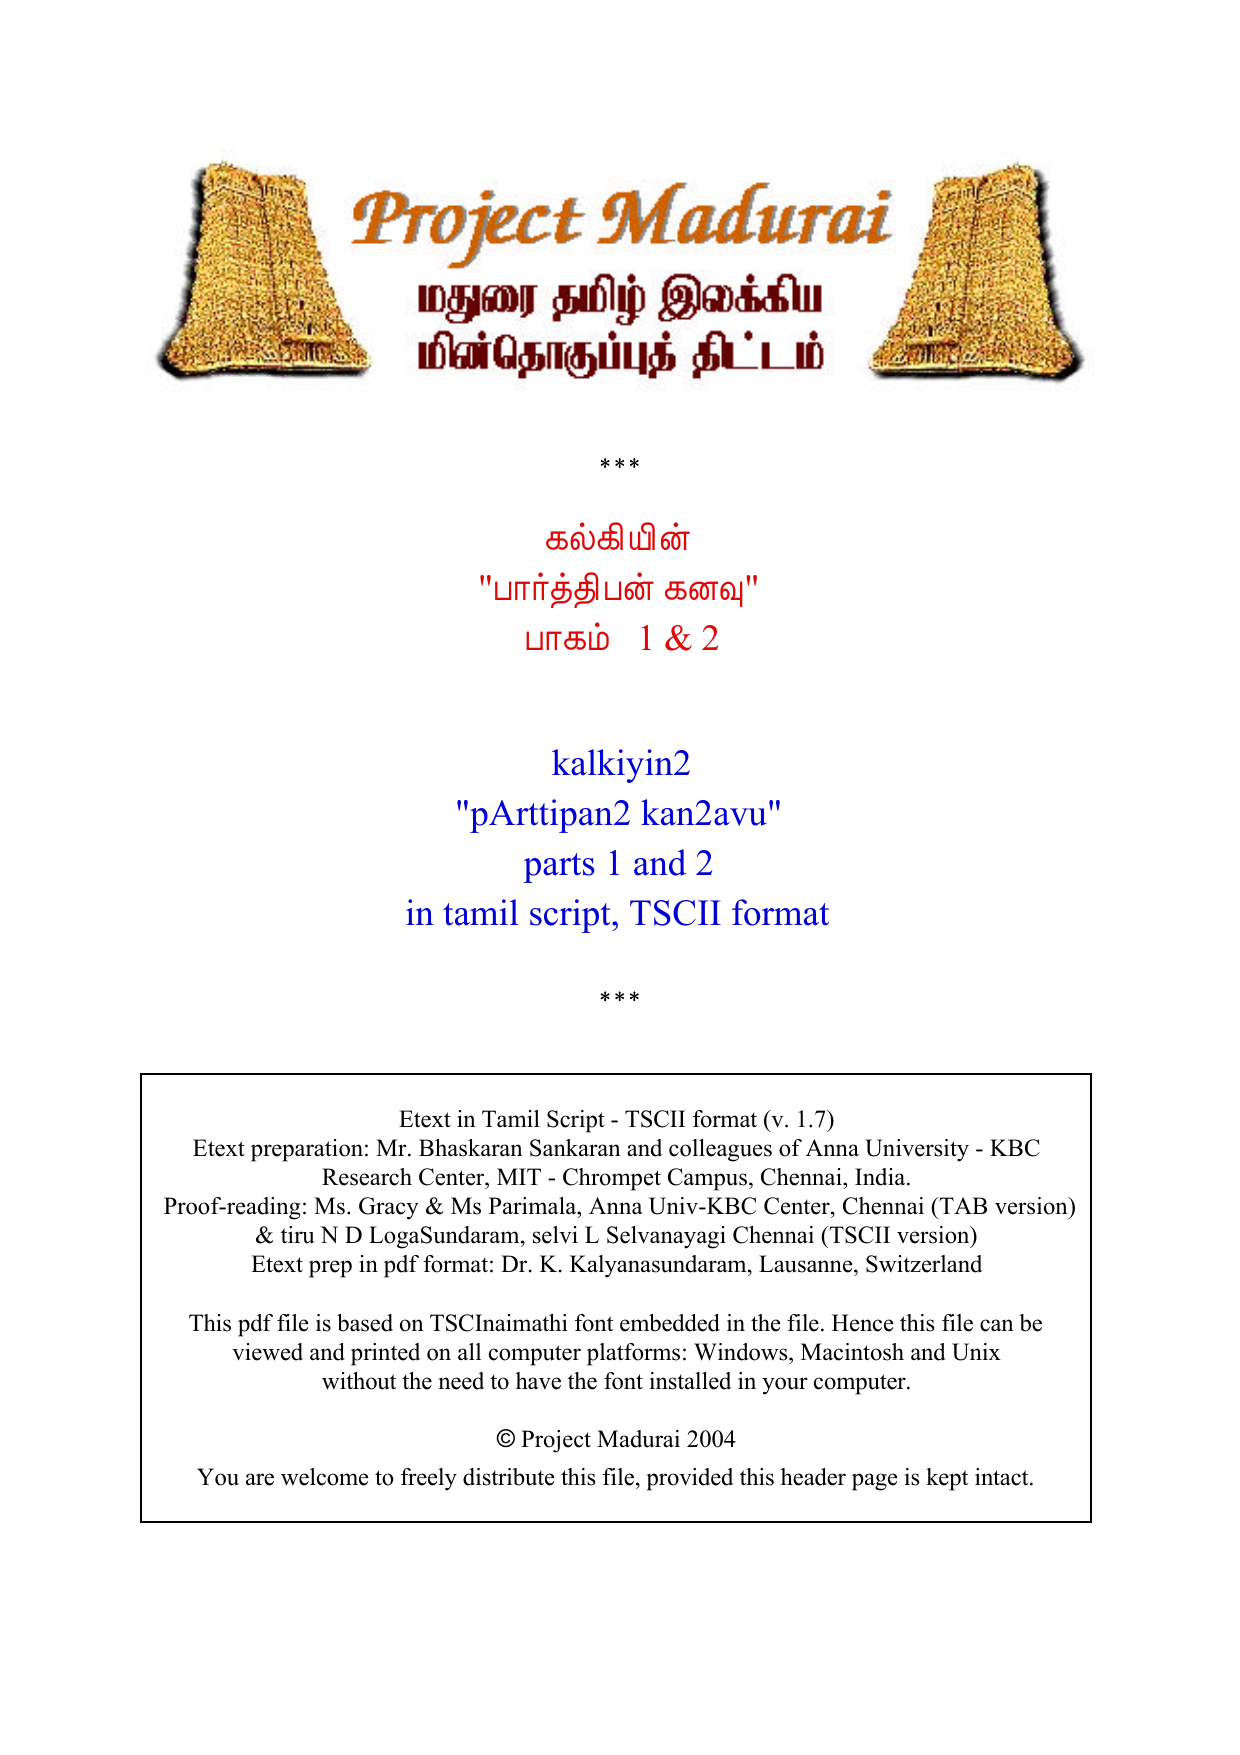 Project Madurai
மதுரை தமிழ் இலக்கிய
மின்தொகுப்புத் திட்டம்
***
கல்கியின்
"பார்த்திபன் கனவு"
பாகம் 1 & 2
kalkiyin2
"pArttipan2 kan2avu"
parts 1 and 2
in tamil script, TSCII format
***
Etext in Tamil Script - TSCII format (v. 1.7)
Etext preparation: Mr. Bhaskaran Sankaran and colleagues of Anna University - KBC
Research Center, MIT - Chrompet Campus, Chennai, India.
Proof-reading: Ms. Gracy & Ms Parimala, Anna Univ-KBC Center, Chennai (TAB version)
& tiru N D LogaSundaram, selvi L Selvanayagi Chennai (TSCII version)
Etext prep in pdf format: Dr. K. Kalyanasundaram, Lausanne, Switzerland
This pdf file is based on TSCInaimathi font embedded in the file. Hence this file can be
viewed and printed on all computer platforms: Windows, Macintosh and Unix
without the need to have the font installed in your computer.
© Project Madurai 2004
You are welcome to freely distribute this file, provided this header page is kept intact.